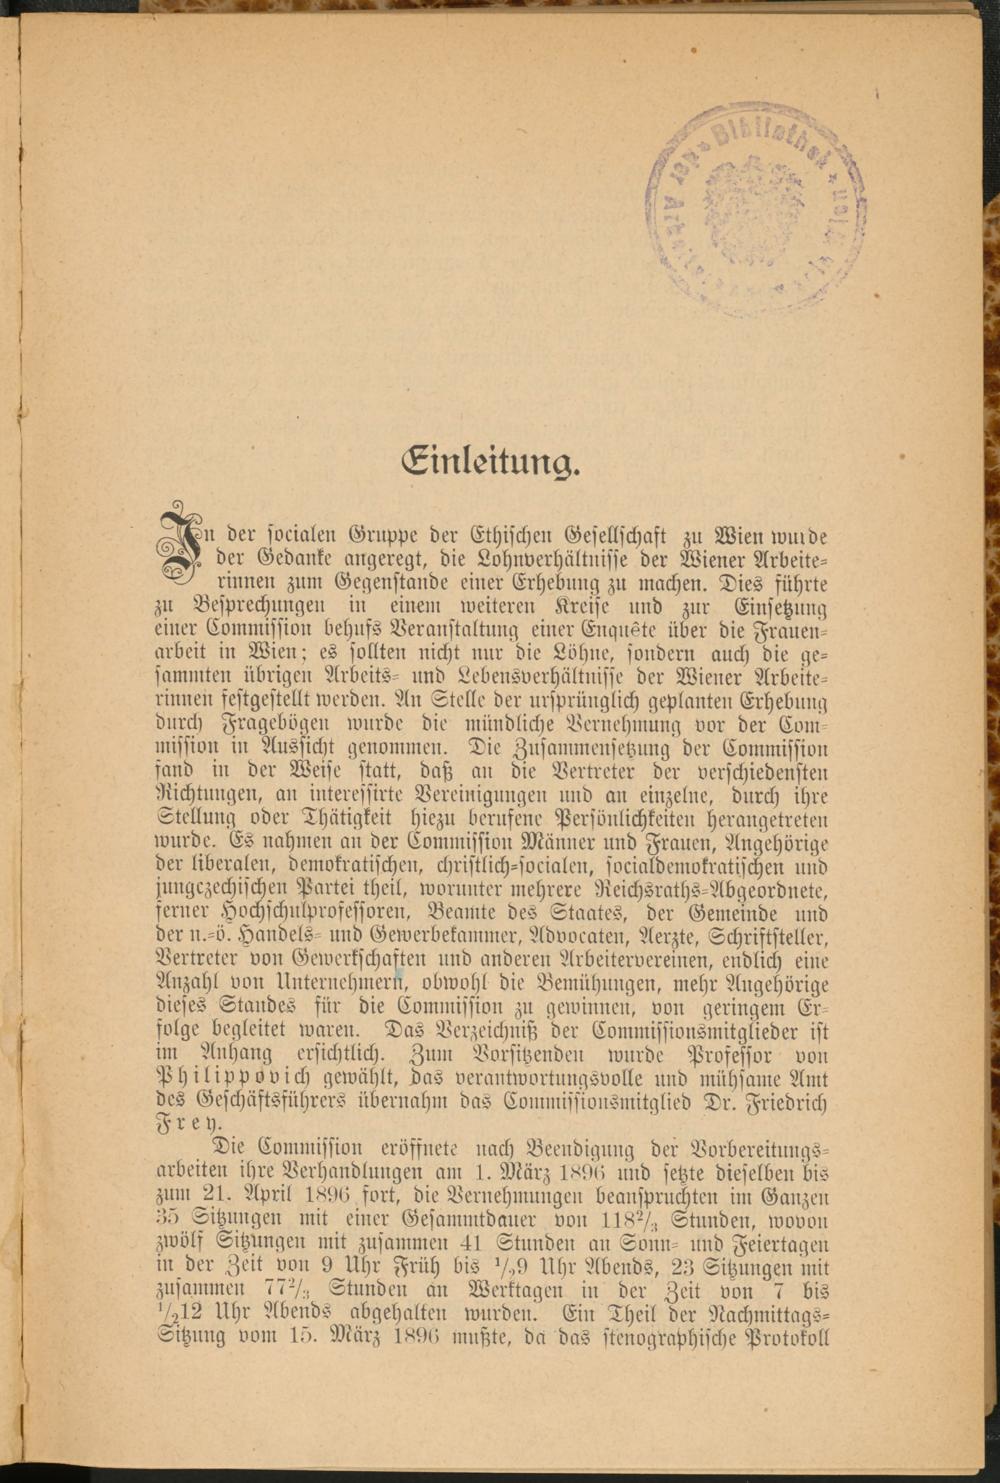 Bibliothek
der
Wien
Einleitung.
In der socialen Gruppe der Ethischen Gesellschaft zu Wien wurde
der Gedanke angeregt, die Lohnverhältnisse der Wiener Arbeite-
rinnen zum Gegenstande einer Erhebung zu machen. Dies führte
zu Besprechungen in einem weiteren Kreise und zur Einsetzung
einer Commission behufs Veranstaltung einer Enquête über die Frauen-
arbeit in Wien; es sollten nicht nur die Löhne, sondern auch die ge-
sammten übrigen Arbeits- und Lebensverhältnisse der Wiener Arbeite-
rinnen festgestellt werden. An Stelle der ursprünglich geplanten Erhebung
durch Fragebögen wurde die mündliche Vernehmung vor der Com-
mission in Aussicht genommen. Die Zusammensetzung der Commission
fand in der Weise statt, daß an die Vertreter der verschiedensten
Richtungen, an interessirte Vereinigungen und an einzelne, durch ihre
Stellung oder Thätigkeit hiezu berufene Persönlichkeiten herangetreten
wurde. Es nahmen an der Commission Männer und Frauen, Angehörige
der liberalen, demokratischen, christlich-socialen, socialdemokratischen und
jungczechischen Partei theil, worunter mehrere Reichsraths-Abgeordnete,
ferner Hochschulprofessoren, Beamte des Staates, der Gemeinde und
der n.-ö. Handels- und Gewerbekammer, Advocaten, Aerzte, Schriftsteller,
Vertreter von Gewerkschaften und anderen Arbeitervereinen, endlich eine
Anzahl von Unternehmern, obwohl die Bemühungen, mehr Angehörige
dieses Standes für die Commission zu gewinnen, von geringem Er-
folge begleitet waren. Das Verzeichniß der Commissionsmitglieder ist
im Anhang ersichtlich. Zum Vorsitzenden wurde Professor von
Philippovich gewählt, das verantwortungsvolle und mühsame Amt
des Geschäftsführers übernahm das Commissionsmitglied Dr. Friedrich
Frey.
Die Commission eröffnete nach Beendigung der Vorbereitungs-
arbeiten ihre Verhandlungen am 1. März 1896 und setzte dieselben bis
zum 21. April 1896 fort, die Vernehmungen beanspruchten im Ganzen
35 Sitzungen mit einer Gesammtdauer von 118²/₃ Stunden, wovon
zwölf Sitzungen mit zusammen 41 Stunden an Sonn- und Feiertagen
in der Zeit von 9 Uhr Früh bis ¹/₂9 Uhr Abends, 23 Sitzungen mit
zusammen 77²/₃ Stunden an Werktagen in der Zeit von 7 bis
¹/₂12 Uhr Abends abgehalten wurden. Ein Theil der Nachmittags-
Sitzung vom 15. März 1896 mußte, da das stenographische Protokoll